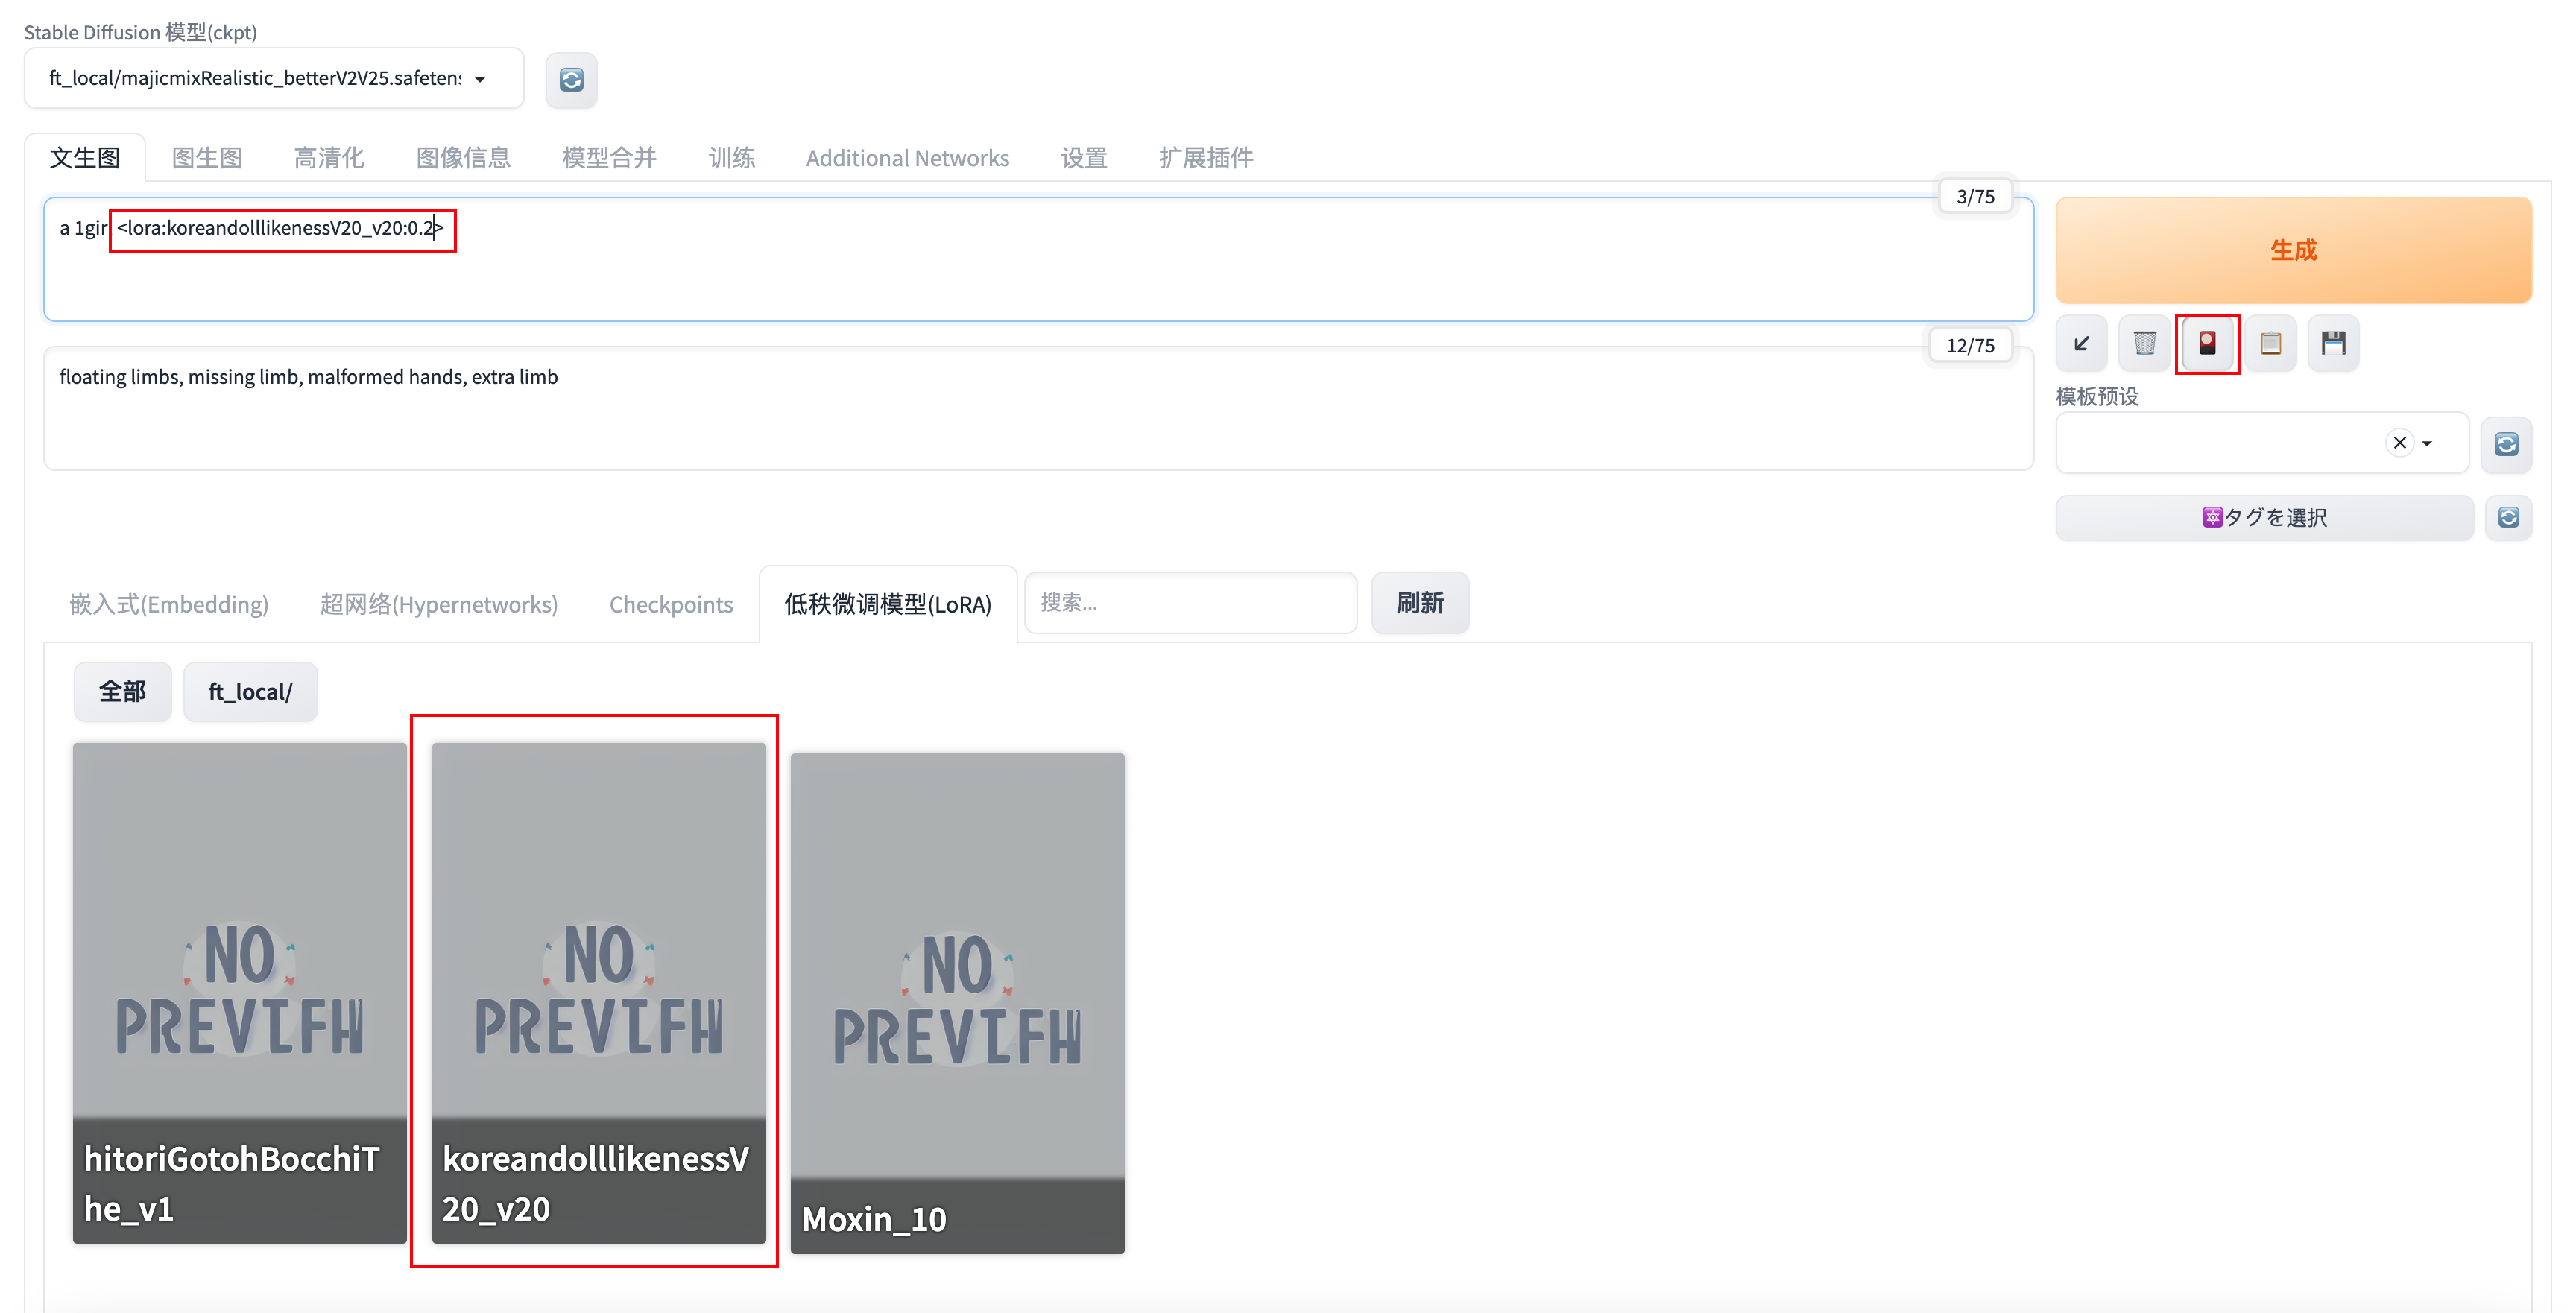 Stable Diffusion 模型(ckpt)
ft_local/majicmixRealistic_betterV2V25.safeten
文生图 图生图 高清化 图像信息 模型合并 训练 Additional Networks 设置 扩展插件
3/75
a 1girl <lora:koreandolllikenessV20_v20:0.2>
生成
12/75
floating limbs, missing limb, malformed hands, extra limb
模板预设
タグを選択
嵌入式(Embedding) 超网络(Hypernetworks) Checkpoints 低秩微调模型(LoRA) 搜索... 刷新
全部 ft_local/
NO
PREVIEW
hitoriGotohBocchiT
he_v1
NO
PREVIEW
koreandolllikenessV
20_v20
NO
PREVIEW
Moxin_10